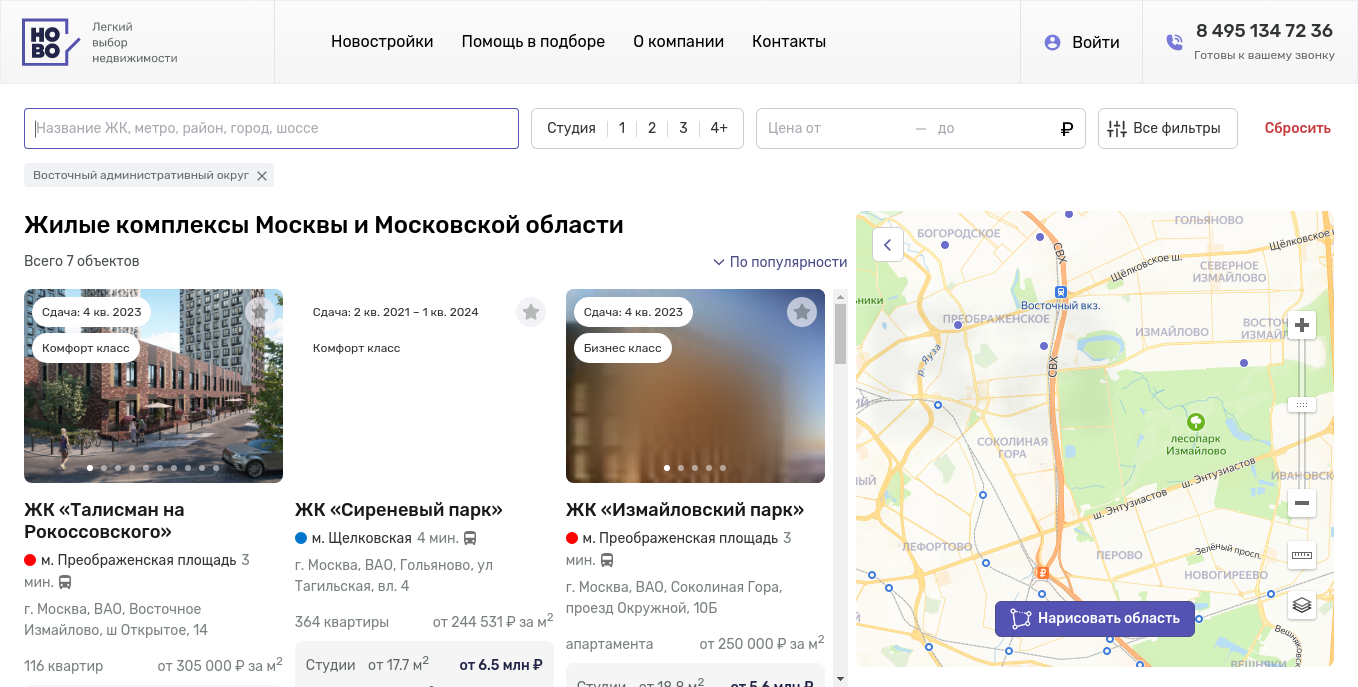 НО
ВО
Легкий
выбор
недвижимости
Новостройки Помощь в подборе О компании Контакты
Войти
8 495 134 72 36
Готовы к вашему звонку
Название ЖК, метро, район, город, шоссе
Студия 1 2 3 4+
Цена от — до ₽
Все фильтры
Сбросить
Восточный административный округ
Жилые комплексы Москвы и Московской области
Всего 7 объектов
По популярности
Сдача: 4 кв. 2023
Комфорт класс
ЖК «Талисман на
Рокоссовского»
м. Преображенская площадь 3
мин.
г. Москва, ВАО, Восточное
Измайлово, ш Открытое, 14
116 квартир от 305 000 ₽ за м2
Сдача: 2 кв. 2021 – 1 кв. 2024
Комфорт класс
ЖК «Сиреневый парк»
м. Щелковская 4 мин.
г. Москва, ВАО, Гольяново, ул
Тагильская, вл. 4
364 квартиры от 244 531 ₽ за м2
Студии от 17.7 м2 от 6.5 млн ₽
Сдача: 4 кв. 2023
Бизнес класс
ЖК «Измайловский парк»
м. Преображенская площадь 3
мин.
г. Москва, ВАО, Соколиная Гора,
проезд Окружной, 10Б
апартамента от 250 000 ₽ за м2
Студии от 18.8 м2 от 5.6 млн ₽
ГОЛЬЯНОВО
БОГОРОДСКОЕ
СВХ
Щёлковское ш.
Щёлковское ш.
СЕВЕРНОЕ
ИЗМАЙЛОВО
Восточный вкз.
ПРЕОБРАЖЕНСКОЕ
ИЗМАЙЛОВО
р. Яуза
СВХ
лесопарк
Измайлово
СОКОЛИНАЯ
ГОРА
ш. Энтузиастов
ш. Энтузиастов
ЛЕФОРТОВО
ПЕРОВО
Зелёный просп.
НОВОГИРЕЕВО
Нарисовать область
ВЕШНЯКИ